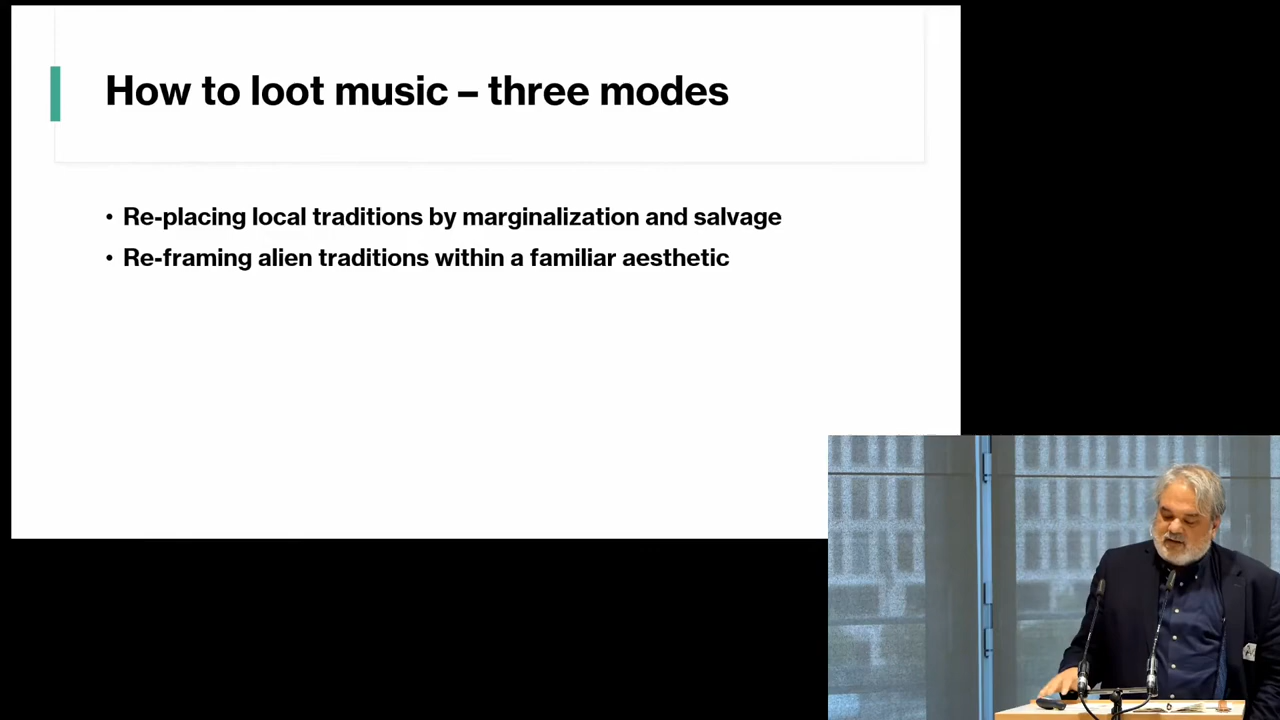 How to loot music – three modes
• Re-placing local traditions by marginalization and salvage
• Re-framing alien traditions within a familiar aesthetic